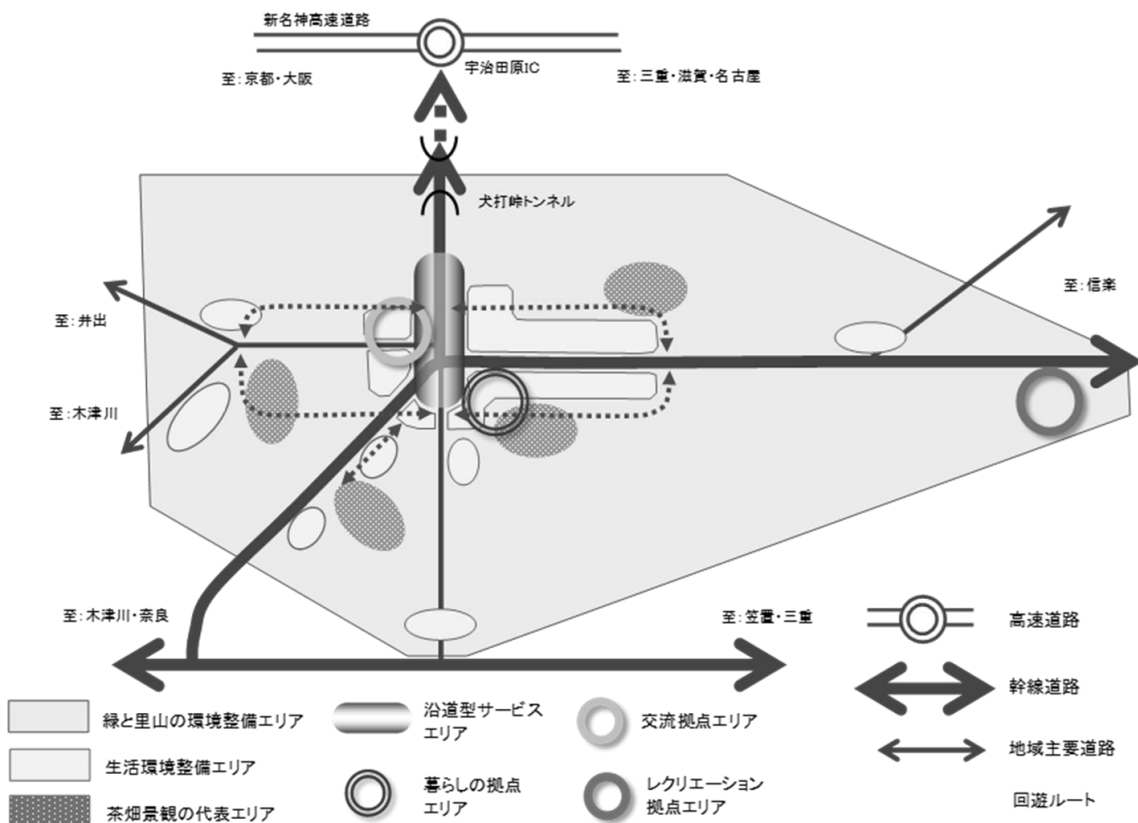 新名神高速道路
宇治田原IC
至:京都・大阪
至:三重・滋賀・名古屋
犬打峠トンネル
至:信楽
至:井出
至:木津川
至:木津川・奈良
至:笠置・三重
高速道路
幹線道路
地域主要道路
回遊ルート
緑と里山の環境整備エリア
生活環境整備エリア
茶畑景観の代表エリア
沿道型サービス
エリア
暮らしの拠点
エリア
交流拠点エリア
レクリエーション
拠点エリア